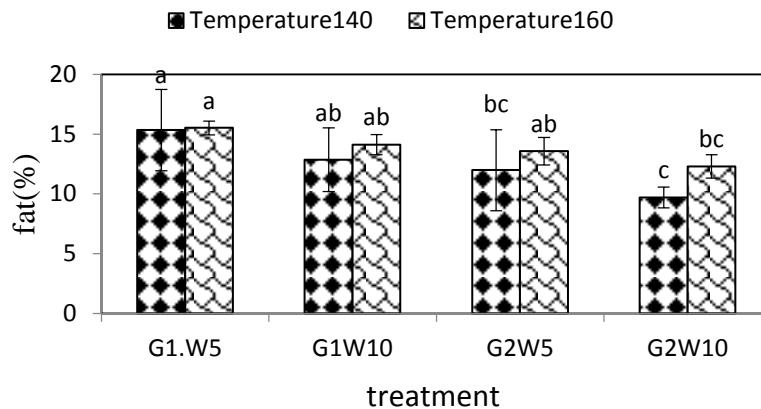 Temperature140 Temperature160
20
15
10
5
0
fat(%)
a a ab ab bc ab c bc
G1.W5 G1W10 G2W5 G2W10
treatment